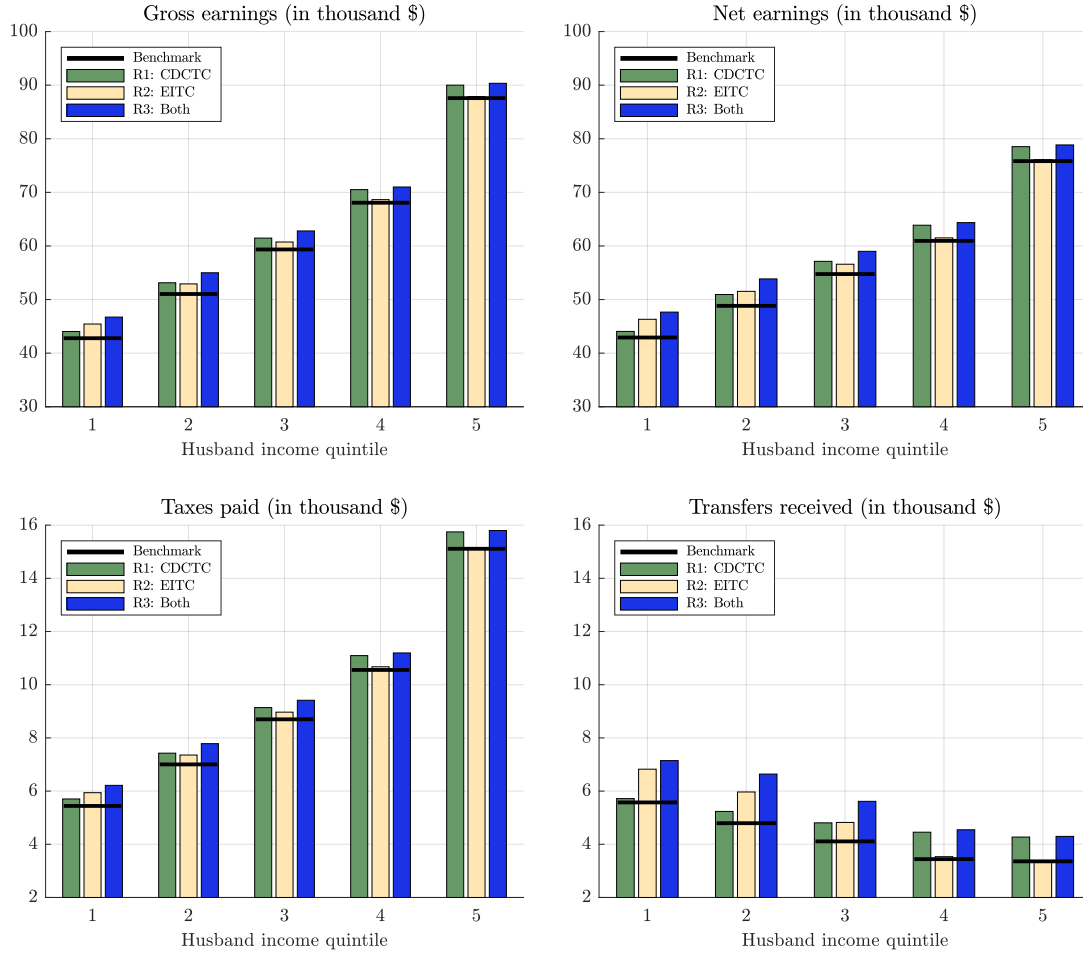 Gross earnings (in thousand $)
100
90
80
70
60
50
40
30
Benchmark
R1: CDCTC
R2: EITC
R3: Both
1 2 3 4 5
Husband income quintile
Net earnings (in thousand $)
100
90
80
70
60
50
40
30
Benchmark
R1: CDCTC
R2: EITC
R3: Both
1 2 3 4 5
Husband income quintile
Taxes paid (in thousand $)
16
14
12
10
8
6
4
2
Benchmark
R1: CDCTC
R2: EITC
R3: Both
1 2 3 4 5
Husband income quintile
Transfers received (in thousand $)
16
14
12
10
8
6
4
2
Benchmark
R1: CDCTC
R2: EITC
R3: Both
1 2 3 4 5
Husband income quintile